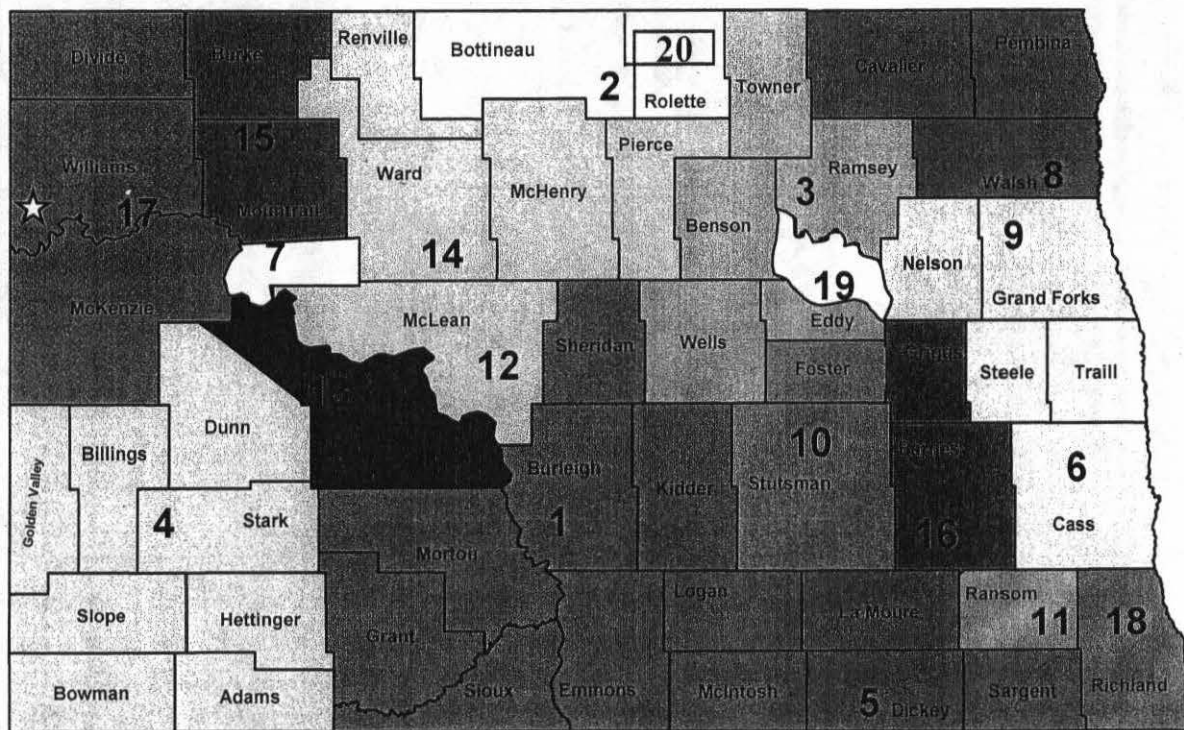 Divide
Burke
Renville
Bottineau
20
Rolette
2
Towner
Cavalier
Pembina
Williams
17
15
Mountrail
Ward
McHenry
Pierce
Benson
Ramsey
3
Walsh 8
7
14
19
Nelson
9
Grand Forks
McKenzie
McLean
12
Sheridan
Wells
Eddy
Foster
Griggs
Steele
Traill
Golden Valley
Billings
Dunn
Burleigh
1
Kidder
10
Stutsman
Barnes
16
6
Cass
4
Stark
Morton
Slope
Hettinger
Grant
Sioux
Emmons
Logan
La Moure
Ransom
11
18
Bowman
Adams
McIntosh
5 Dickey
Sargent
Richland